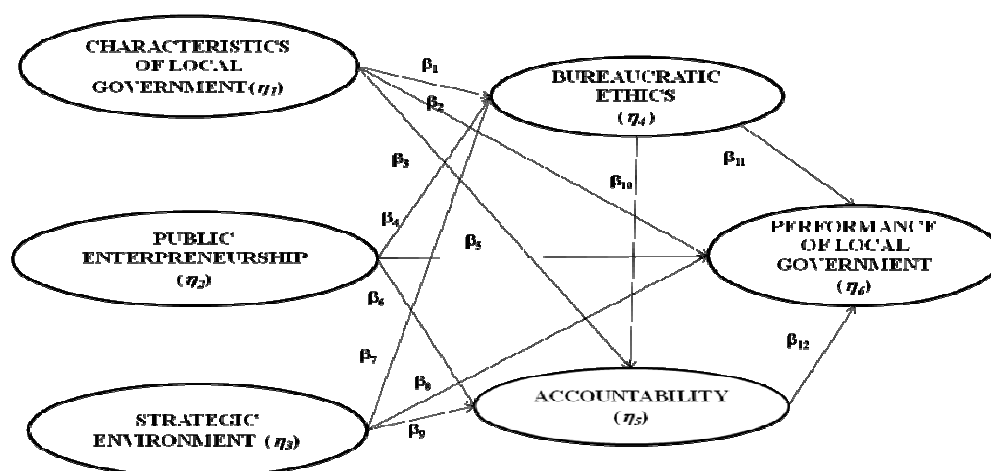 CHARACTERISTICS
OF LOCAL
GOVERNMENT (η1)
β1
BUREAUCRATIC
ETHICS
(η4)
β2
β3
β11
β10
β4
PUBLIC
ENTERPRENEURSHIP
(η2)
β5
PERFORMANCE
OF LOCAL
GOVERNMENT
(η6)
β6
β7
β12
β8
STRATEGIC
ENVIRONMENT (η3)
β9
ACCOUNTABILITY
(η5)